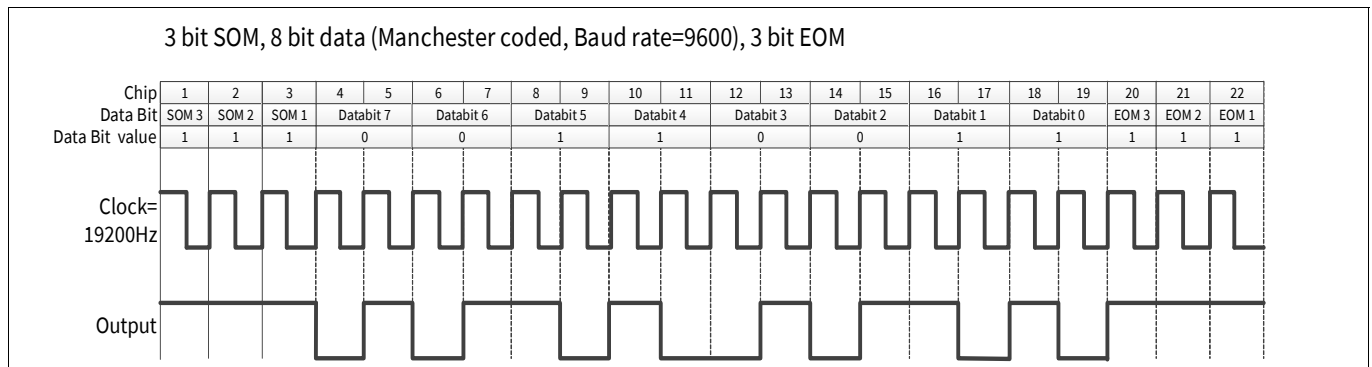 3 bit SOM, 8 bit data (Manchester coded, Baud rate=9600), 3 bit EOM
Chip 1 2 3 4 5 6 7 8 9 10 11 12 13 14 15 16 17 18 19 20 21 22
Data Bit SOM 3 SOM 2 SOM 1 Databit 7 Databit 6 Databit 5 Databit 4 Databit 3 Databit 2 Databit 1 Databit 0 EOM 3 EOM 2 EOM 1
Data Bit value 1 1 1 0 0 1 1 0 0 1 1 1 1 1
Clock=
19200Hz
Output